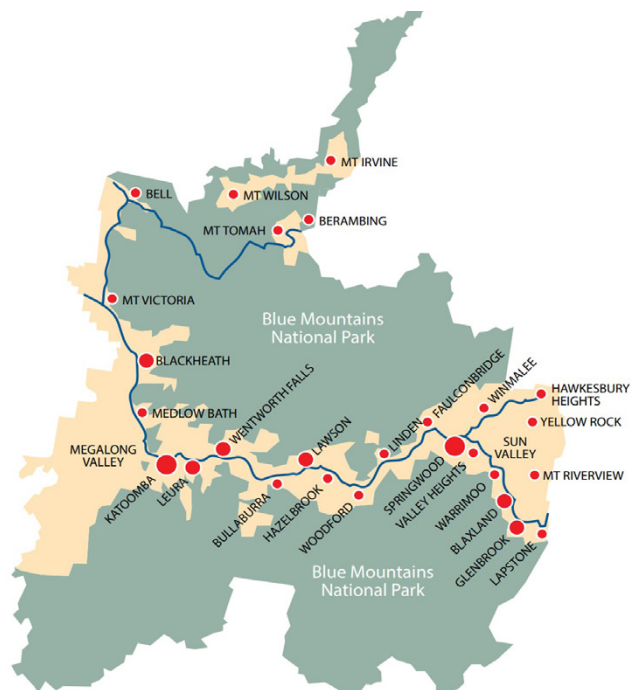 MT IRVINE
BELL
MT WILSON
BERAMBING
MT TOMAH
MT VICTORIA
Blue Mountains
National Park
BLACKHEATH
MEDLOW BATH
WENTWORTH FALLS
LAWSON
LINDEN
FAULCONBRIDGE
WINMALEE
HAWKESBURY
HEIGHTS
YELLOW ROCK
SUN
VALLEY
MEGALONG
VALLEY
KATOOMBA
LEURA
BULLABURRA
HAZELBROOK
WOODFORD
SPRINGWOOD
VALLEY HEIGHTS
WARRIMOO
BLAXLAND
GLENBROOK
LAPSTONE
MT RIVERVIEW
Blue Mountains
National Park